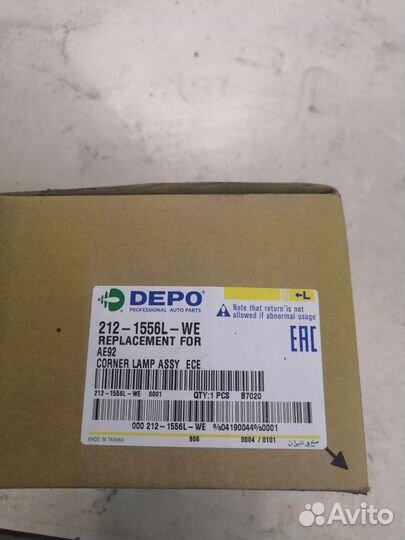 DEPO
PROFESSIONAL AUTO PARTS
←L
Note that return is not
allowed if abnormal usage
212-1556L-WE
REPLACEMENT FOR
AE92
CORNER LAMP ASSY ECE
EAC
212-1556L-WE 0001 QTY:1 PCS B7020
000 212-1556L-WE %04190044%0001
MADE IN TAIWAN B06 0004 / 0101
Avito